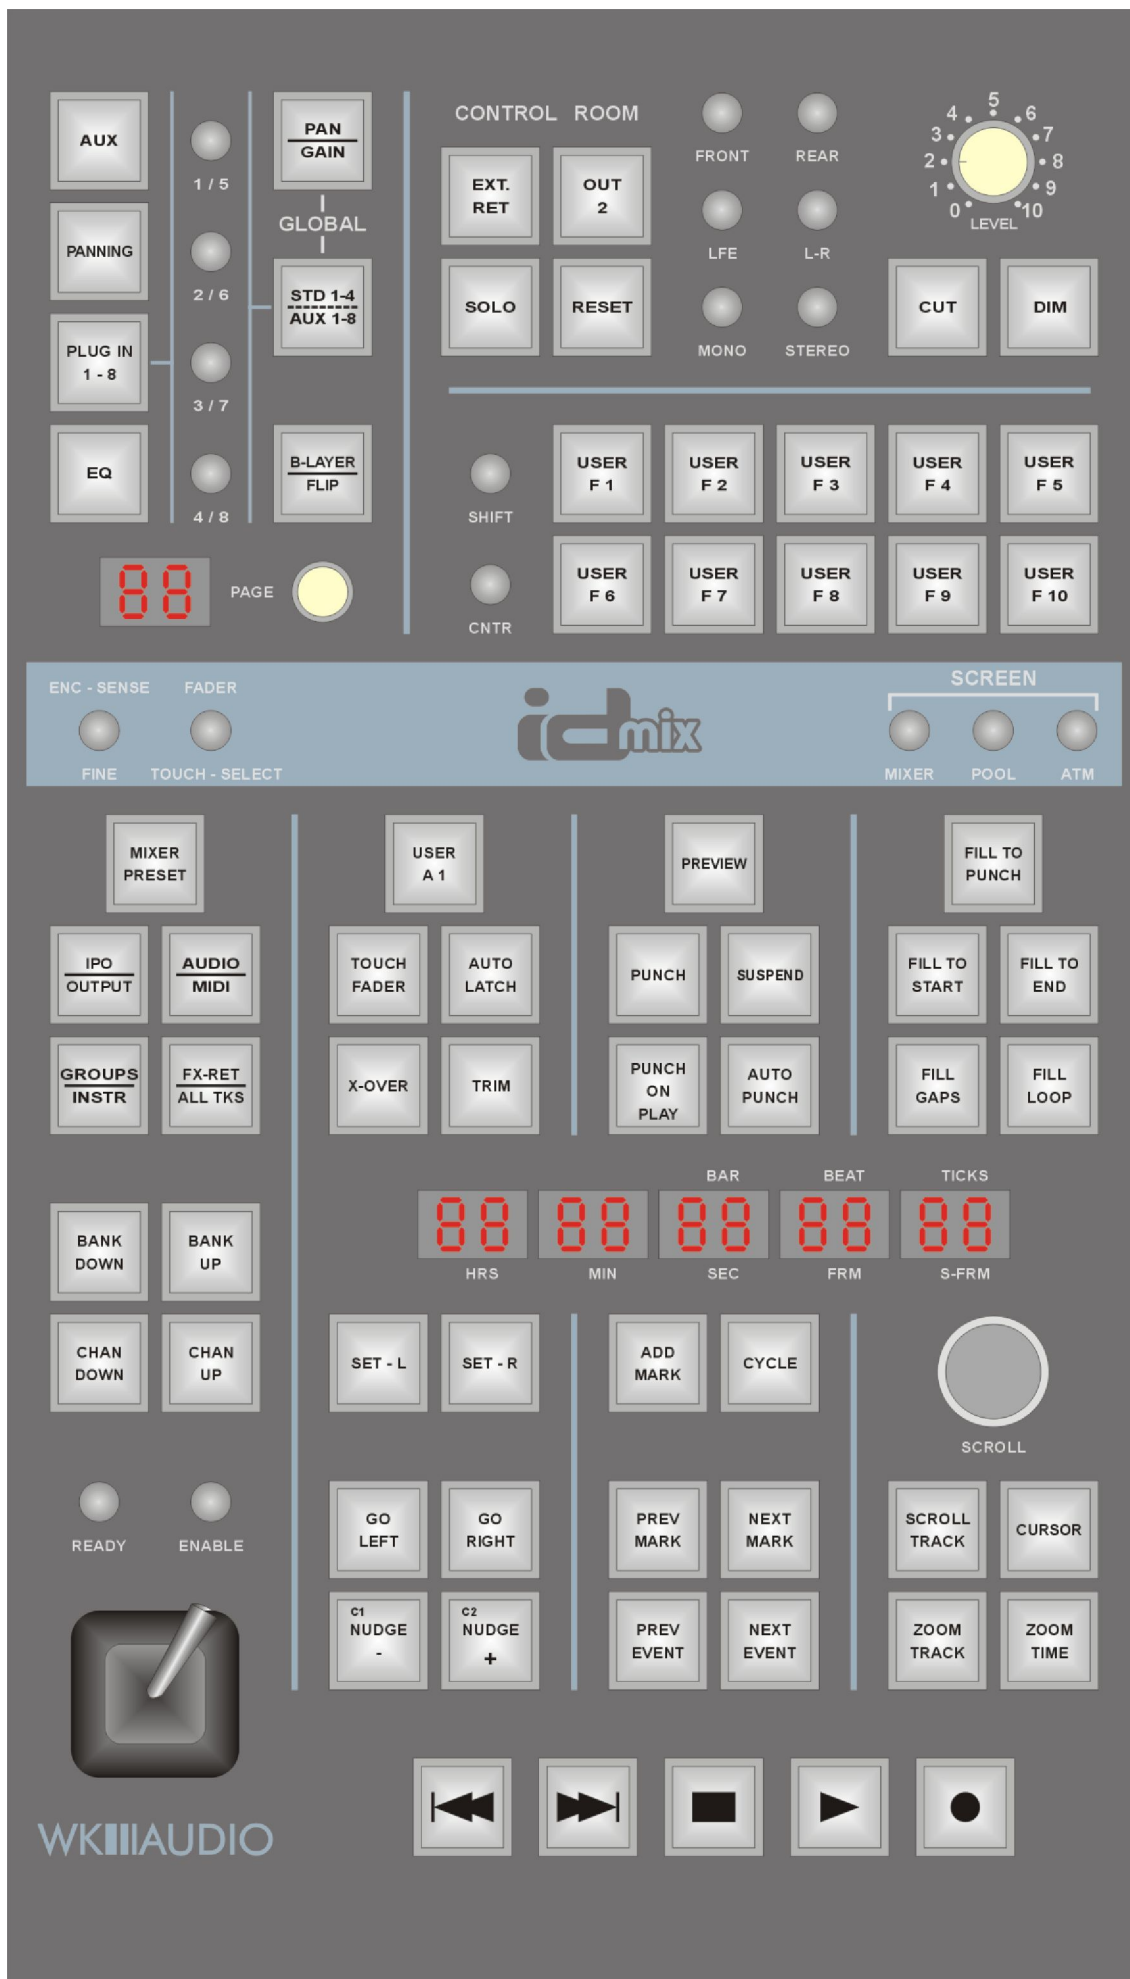 AUX
PANNING
PLUG IN
1 - 8
EQ
1 / 5
2 / 6
3 / 7
4 / 8
PAN
GAIN
GLOBAL
STD 1-4
AUX 1-8
B-LAYER
FLIP
88
PAGE
CONTROL ROOM
EXT.
RET
OUT
2
SOLO
RESET
FRONT
REAR
LFE
L-R
MONO
STEREO
0
1
2
3
4
5
6
7
8
9
10
LEVEL
CUT
DIM
SHIFT
CNTR
USER
F 1
USER
F 2
USER
F 3
USER
F 4
USER
F 5
USER
F 6
USER
F 7
USER
F 8
USER
F 9
USER
F 10
ENC - SENSE
FADER
FINE
TOUCH - SELECT
idmix
SCREEN
MIXER
POOL
ATM
MIXER
PRESET
IPO
OUTPUT
AUDIO
MIDI
GROUPS
INSTR
FX-RET
ALL TKS
USER
A 1
TOUCH
FADER
AUTO
LATCH
X-OVER
TRIM
PREVIEW
PUNCH
SUSPEND
PUNCH
ON
PLAY
AUTO
PUNCH
FILL TO
PUNCH
FILL TO
START
FILL TO
END
FILL
GAPS
FILL
LOOP
BAR
BEAT
TICKS
88 88 88 88 88
HRS
MIN
SEC
FRM
S-FRM
BANK
DOWN
BANK
UP
CHAN
DOWN
CHAN
UP
SET - L
SET - R
ADD
MARK
CYCLE
SCROLL
READY
ENABLE
GO
LEFT
GO
RIGHT
PREV
MARK
NEXT
MARK
SCROLL
TRACK
CURSOR
C1
NUDGE
-
C2
NUDGE
+
PREV
EVENT
NEXT
EVENT
ZOOM
TRACK
ZOOM
TIME
WKIIIAUDIO